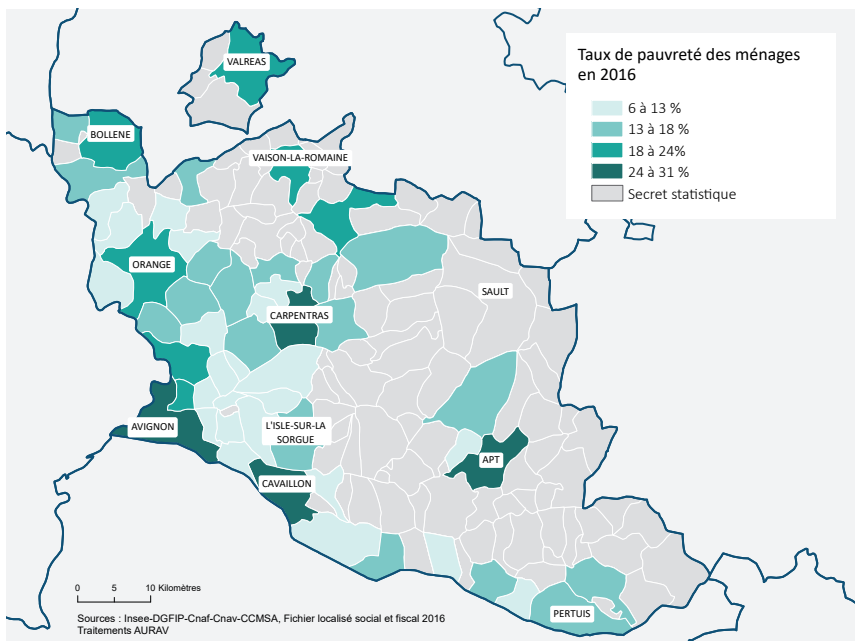 Taux de pauvreté des ménages
en 2016
6 à 13 %
13 à 18 %
18 à 24%
24 à 31 %
Secret statistique
VALREAS
BOLLENE
VAISON-LA-ROMAINE
ORANGE
SAULT
CARPENTRAS
AVIGNON
L'ISLE-SUR-LA
SORGUE
APT
CAVAILLON
PERTUIS
0 5 10 Kilomètres
Sources : Insee-DGFIP-Cnaf-Cnav-CCMSA, Fichier localisé social et fiscal 2016
Traitements AURAV